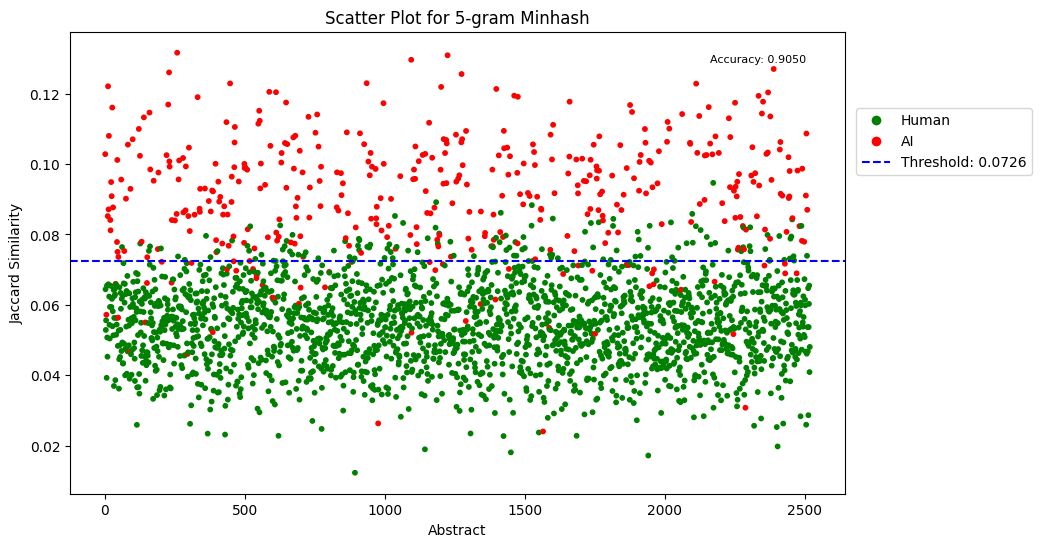 Scatter Plot for 5-gram Minhash
Accuracy: 0.9050
Human
AI
Threshold: 0.0726
Jaccard Similarity
0.12
0.10
0.08
0.06
0.04
0.02
0
500
1000
1500
2000
2500
Abstract